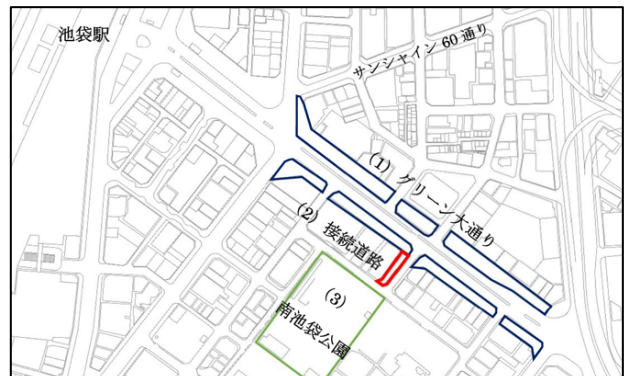 池袋駅
サンシャイン 60 通り
(1) グリーン大通り
(2) 接続道路
(3)
南池袋公園